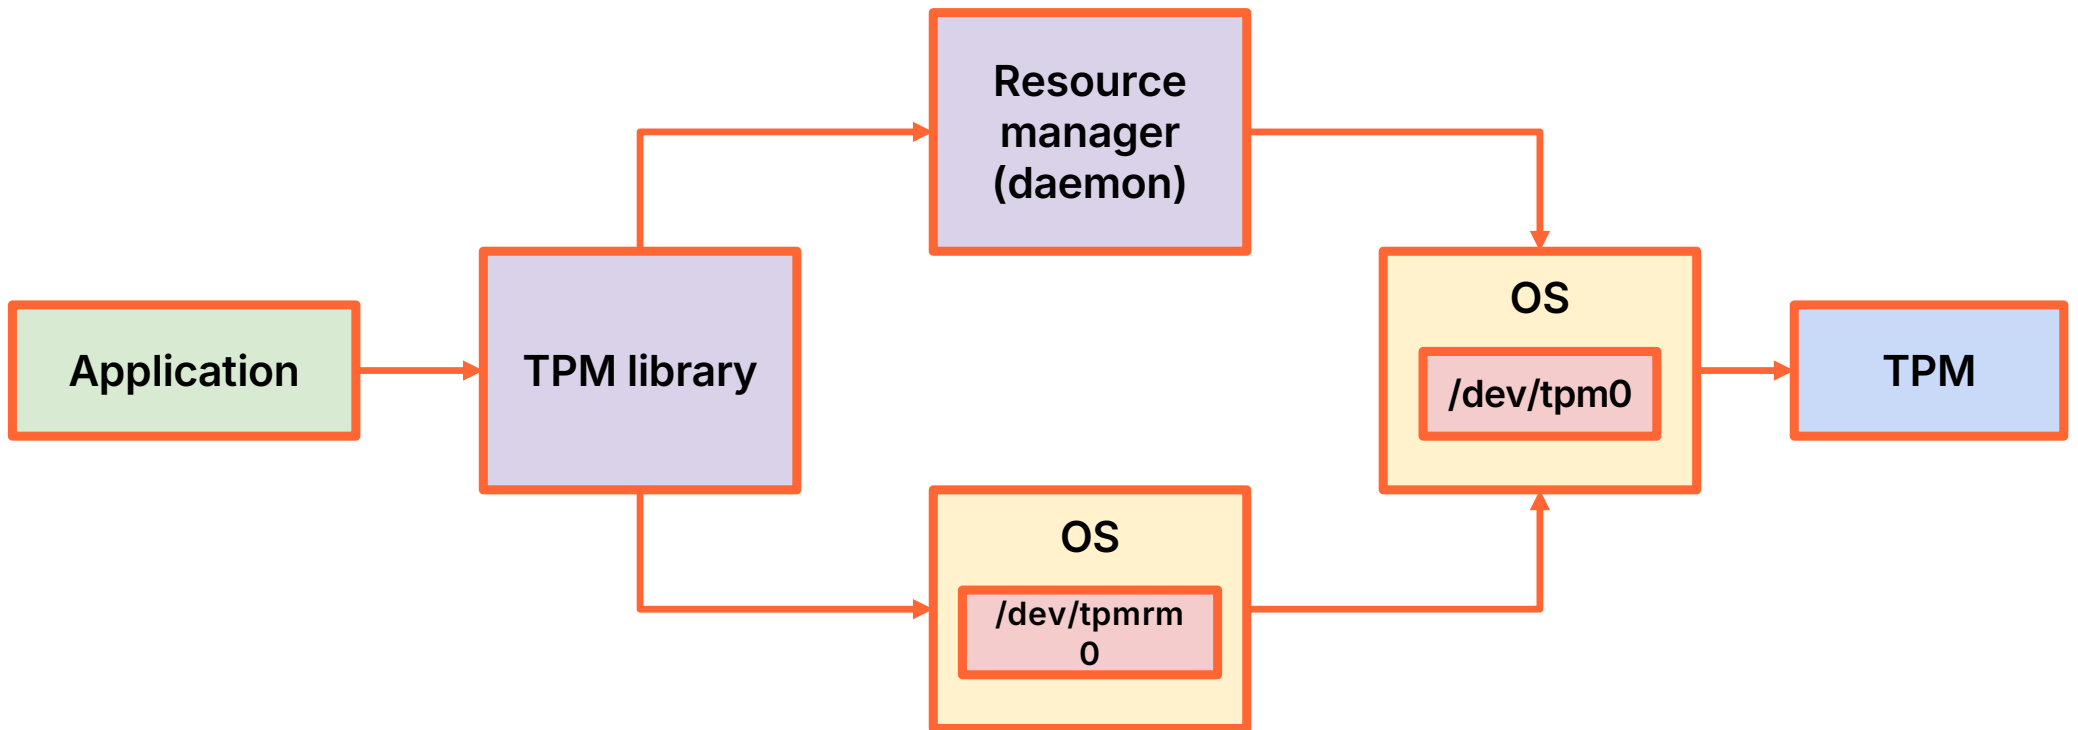 Resource
manager
(daemon)
Application
TPM library
OS
/dev/tpm0
TPM
OS
/dev/tpmrm
0